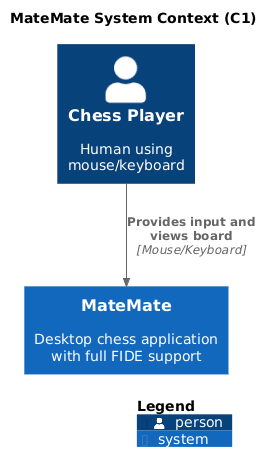 MateMate System Context (C1)
Chess Player
Human using
mouse/keyboard
Provides input and
views board
[Mouse/Keyboard]
MateMate
Desktop chess application
with full FIDE support
Legend
person
system